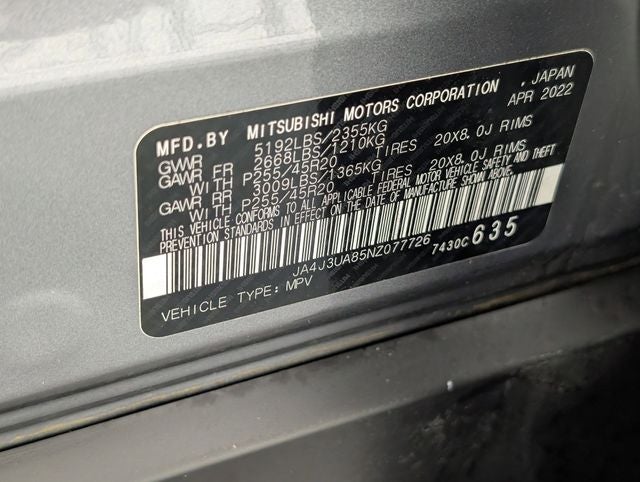 MFD.BY MITSUBISHI MOTORS CORPORATION , JAPAN
GVWR 5192LBS/2355KG APR 2022
GAWR FR 2668LBS/1210KG
WITH P255/45R20 TIRES 20X8.0J RIMS
GAWR RR 3009LBS/1365KG
WITH P255/45R20 TIRES 20X8.0J RIMS
THIS VEHICLE CONFORMS TO ALL APPLICABLE FEDERAL MOTOR VEHICLE SAFETY AND THEFT
PREVENTION STANDARDS IN EFFECT ON THE DATE OF MANUFACTURE SHOWN ABOVE.
JA4J3UA85NZ077726 7430C 635
VEHICLE TYPE: MPV